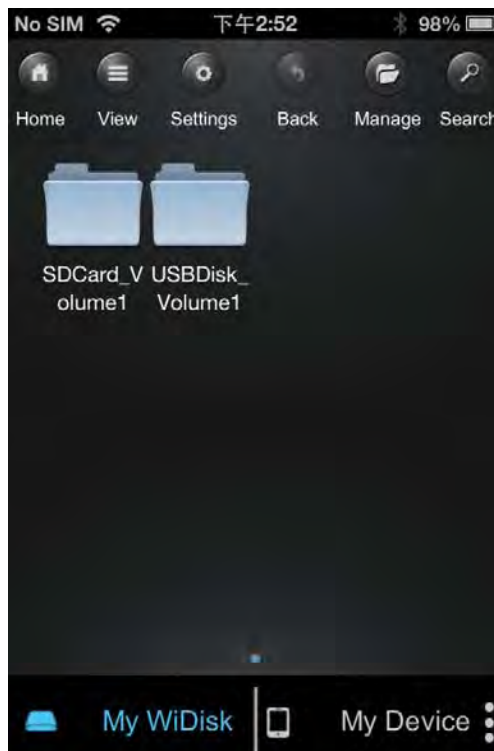 No SIM 下午2:52 98%
Home View Settings Back Manage Search
SDCard_V USBDisk_
olume1 Volume1
My WiDisk My Device